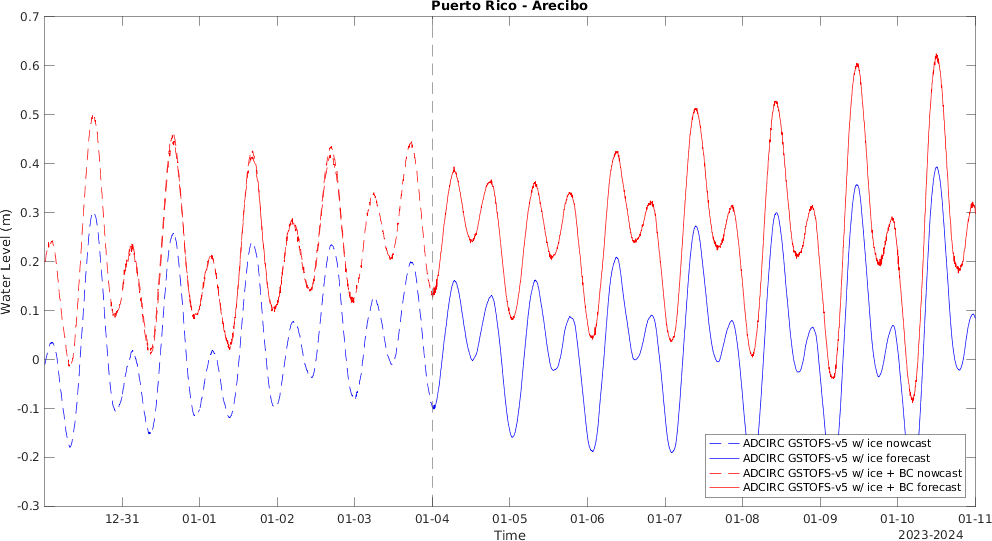 Puerto Rico - Arecibo
0.7
0.6
0.5
0.4
0.3
0.2
0.1
0
-0.1
-0.2
-0.3
Water Level (m)
ADCIRC GSTOFS-v5 w/ ice nowcast
ADCIRC GSTOFS-v5 w/ ice forecast
ADCIRC GSTOFS-v5 w/ ice + BC nowcast
ADCIRC GSTOFS-v5 w/ ice + BC forecast
12-31 01-01 01-02 01-03 01-04 01-05 01-06 01-07 01-08 01-09 01-10 01-11
Time
2023-2024